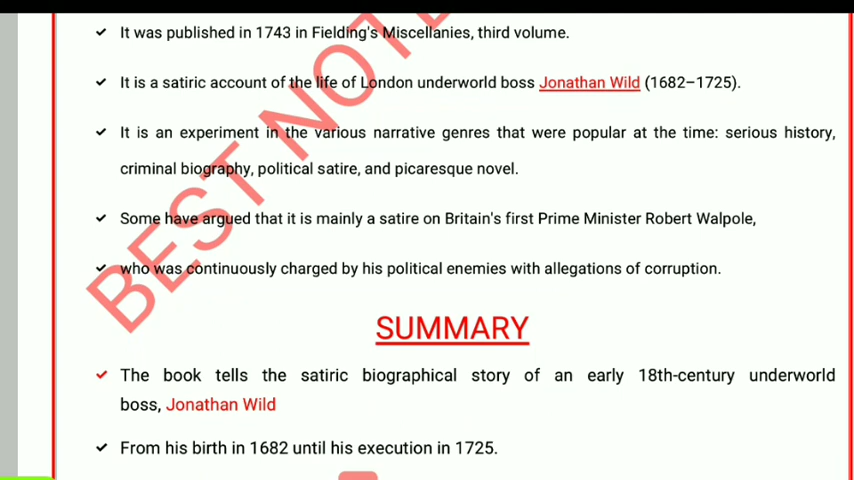 It was published in 1743 in Fielding's Miscellanies, third volume.
It is a satiric account of the life of London underworld boss Jonathan Wild (1682–1725).
It is an experiment in the various narrative genres that were popular at the time: serious history,
criminal biography, political satire, and picaresque novel.
Some have argued that it is mainly a satire on Britain's first Prime Minister Robert Walpole,
who was continuously charged by his political enemies with allegations of corruption.
SUMMARY
The book tells the satiric biographical story of an early 18th-century underworld
boss, Jonathan Wild
From his birth in 1682 until his execution in 1725.
BEST NOTE